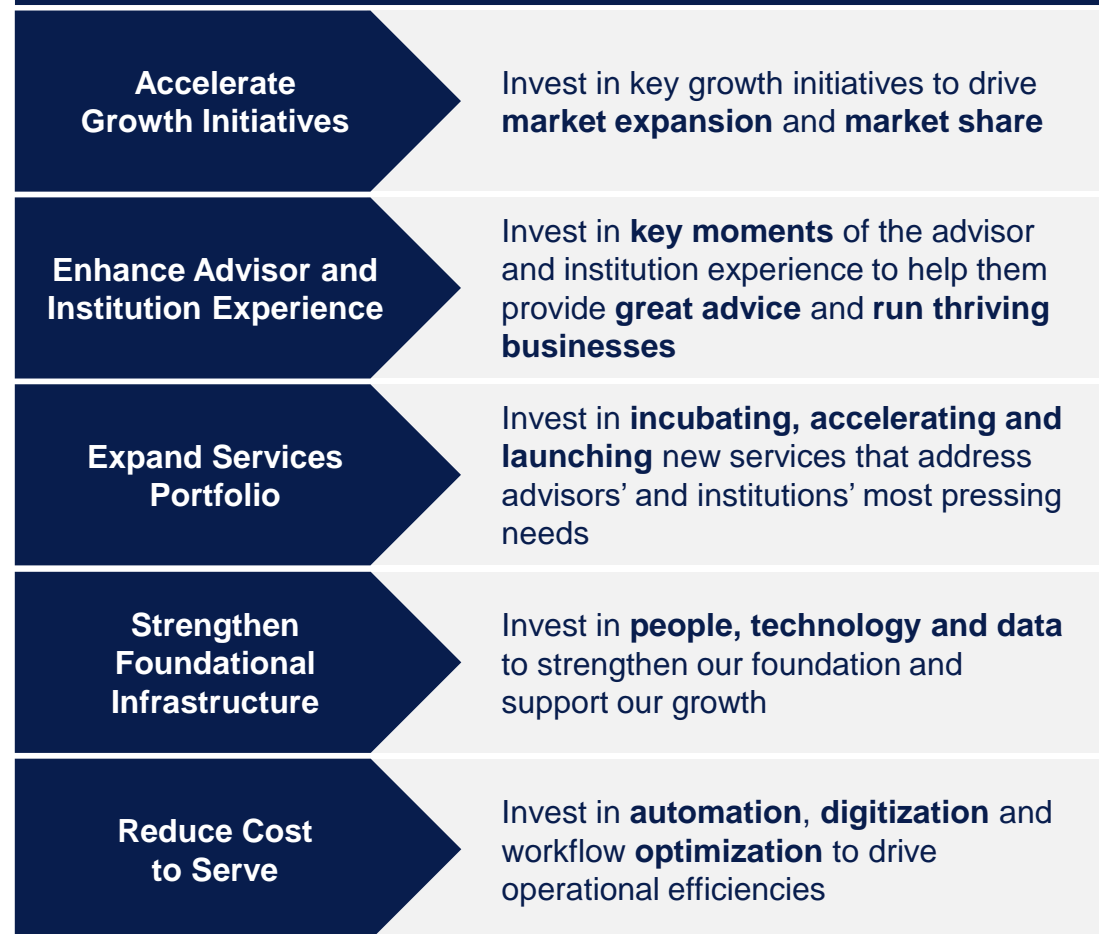 Accelerate
Growth Initiatives
Invest in key growth initiatives to drive
market expansion and market share
Enhance Advisor and
Institution Experience
Invest in key moments of the advisor
and institution experience to help them
provide great advice and run thriving
businesses
Expand Services
Portfolio
Invest in incubating, accelerating and
launching new services that address
advisors’ and institutions’ most pressing
needs
Strengthen
Foundational
Infrastructure
Invest in people, technology and data
to strengthen our foundation and
support our growth
Reduce Cost
to Serve
Invest in automation, digitization and
workflow optimization to drive
operational efficiencies